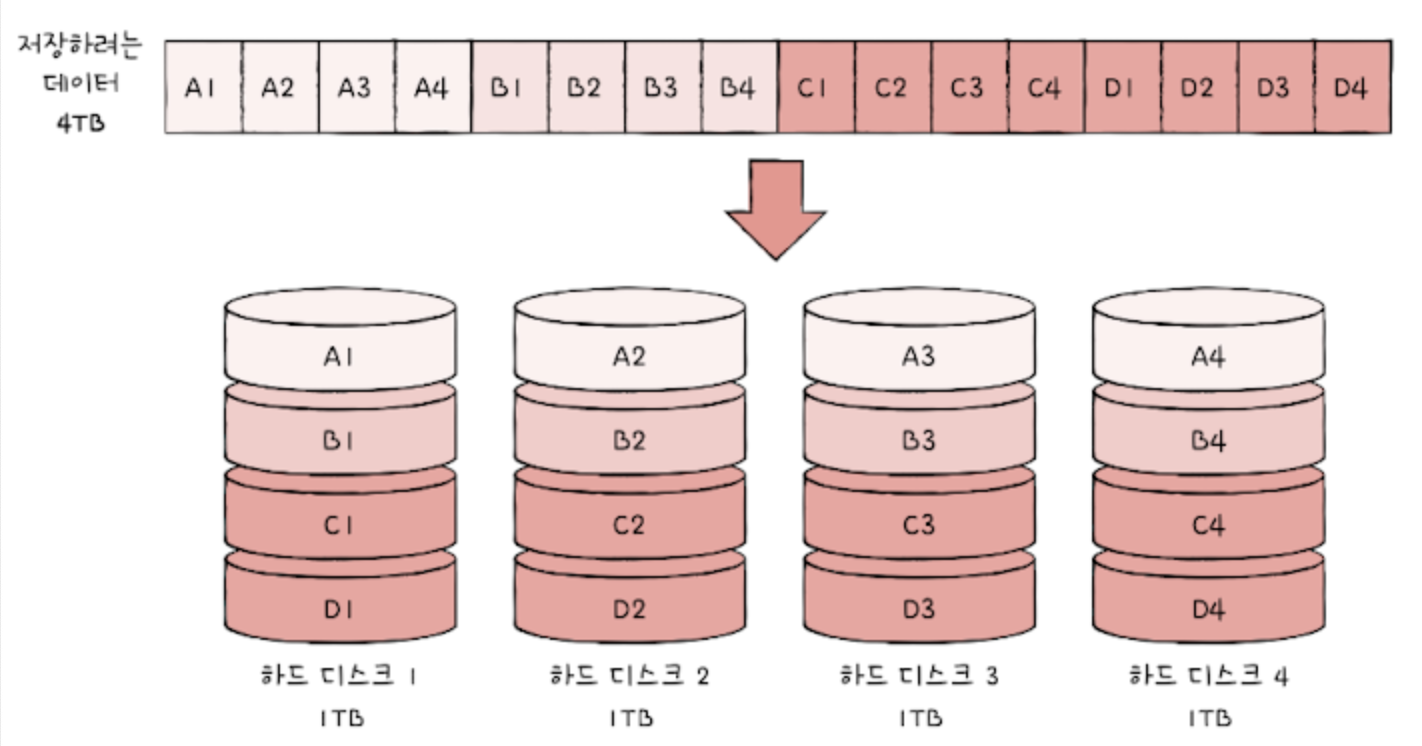 저장하려는
데이터
4TB
A1 A2 A3 A4 B1 B2 B3 B4 C1 C2 C3 C4 D1 D2 D3 D4
A1 A2 A3 A4
B1 B2 B3 B4
C1 C2 C3 C4
D1 D2 D3 D4
하드 디스크 1 하드 디스크 2 하드 디스크 3 하드 디스크 4
1TB 1TB 1TB 1TB